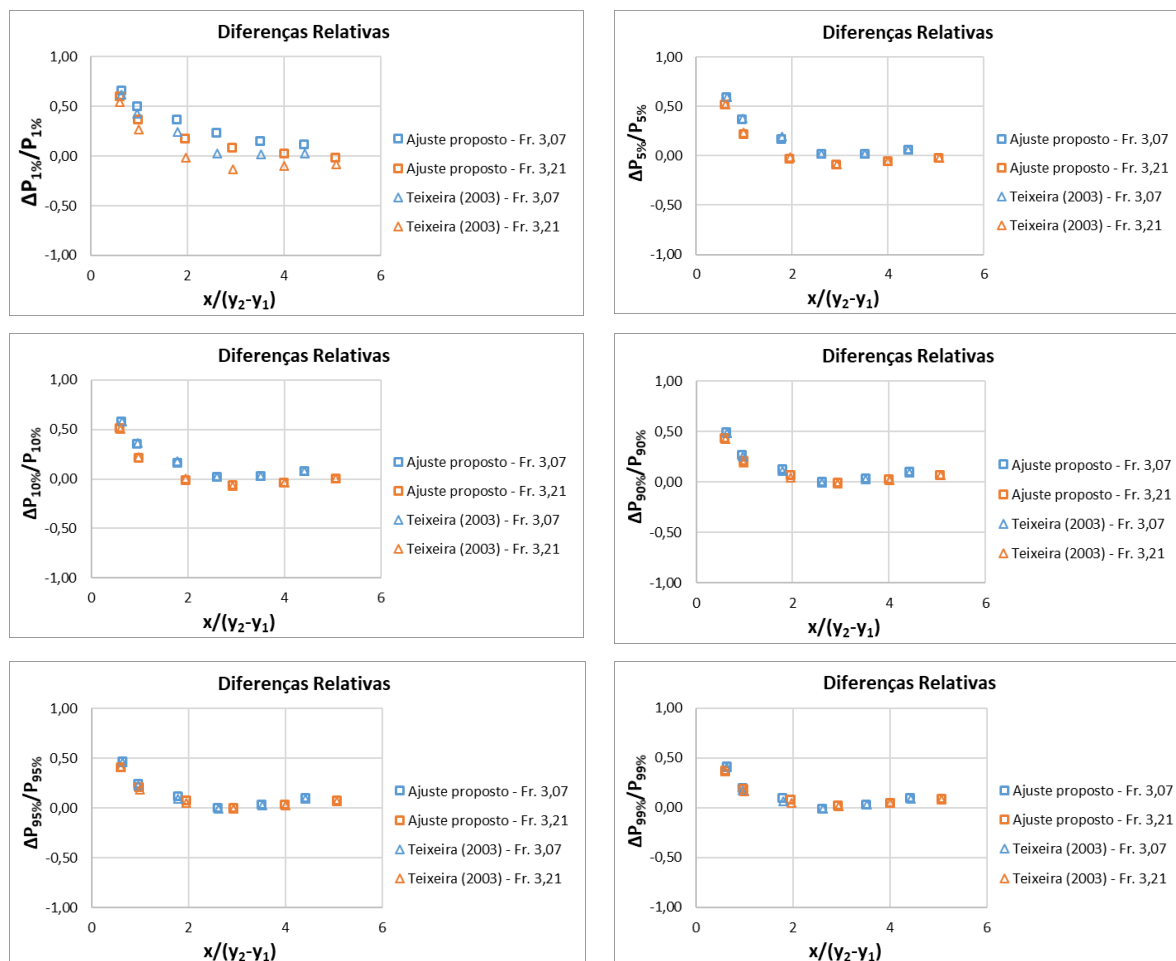 Diferenças Relativas
ΔP1%/P1%
1,00
0,50
0,00
-0,50
-1,00
0 2 4 6
x/(y2-y1)
Ajuste proposto - Fr. 3,07
Ajuste proposto - Fr. 3,21
Teixeira (2003) - Fr. 3,07
Teixeira (2003) - Fr. 3,21
Diferenças Relativas
ΔP5%/P5%
1,00
0,50
0,00
-0,50
-1,00
0 2 4 6
x/(y2-y1)
Ajuste proposto - Fr. 3,07
Ajuste proposto - Fr. 3,21
Teixeira (2003) - Fr. 3,07
Teixeira (2003) - Fr. 3,21
Diferenças Relativas
ΔP10%/P10%
1,00
0,50
0,00
-0,50
-1,00
0 2 4 6
x/(y2-y1)
Ajuste proposto - Fr. 3,07
Ajuste proposto - Fr. 3,21
Teixeira (2003) - Fr. 3,07
Teixeira (2003) - Fr. 3,21
Diferenças Relativas
ΔP90%/P90%
1,00
0,50
0,00
-0,50
-1,00
0 2 4 6
x/(y2-y1)
Ajuste proposto - Fr. 3,07
Ajuste proposto - Fr. 3,21
Teixeira (2003) - Fr. 3,07
Teixeira (2003) - Fr. 3,21
Diferenças Relativas
ΔP95%/P95%
1,00
0,50
0,00
-0,50
-1,00
0 2 4 6
x/(y2-y1)
Ajuste proposto - Fr. 3,07
Ajuste proposto - Fr. 3,21
Teixeira (2003) - Fr. 3,07
Teixeira (2003) - Fr. 3,21
Diferenças Relativas
ΔP99%/P99%
1,00
0,50
0,00
-0,50
-1,00
0 2 4 6
x/(y2-y1)
Ajuste proposto - Fr. 3,07
Ajuste proposto - Fr. 3,21
Teixeira (2003) - Fr. 3,07
Teixeira (2003) - Fr. 3,21